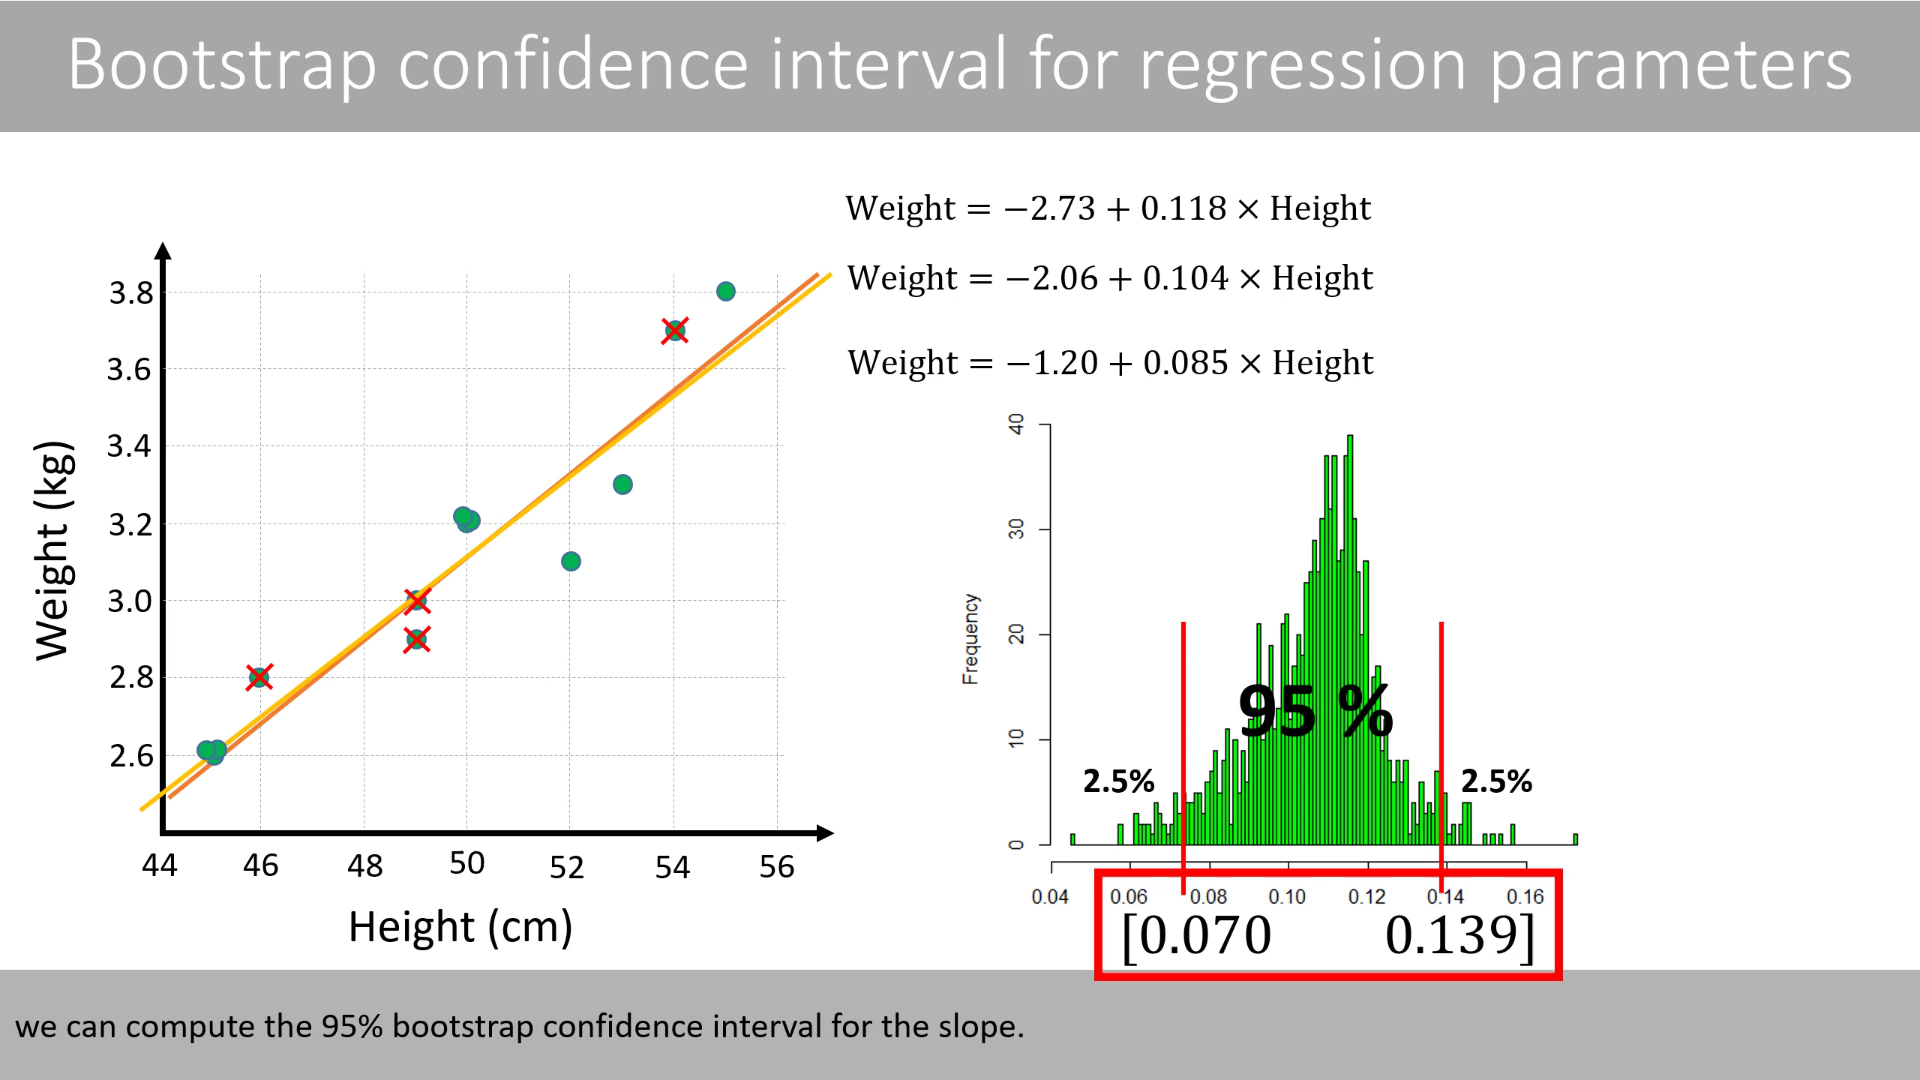 Bootstrap confidence interval for regression parameters
Weight = −2.73 + 0.118 × Height
Weight = −2.06 + 0.104 × Height
Weight = −1.20 + 0.085 × Height
Weight (kg)
3.8
3.6
3.4
3.2
3.0
2.8
2.6
44 46 48 50 52 54 56
Height (cm)
Frequency
40
30
20
10
0
95 %
2.5% 2.5%
0.04 0.06 0.08 0.10 0.12 0.14 0.16
[0.070 0.139]
we can compute the 95% bootstrap confidence interval for the slope.